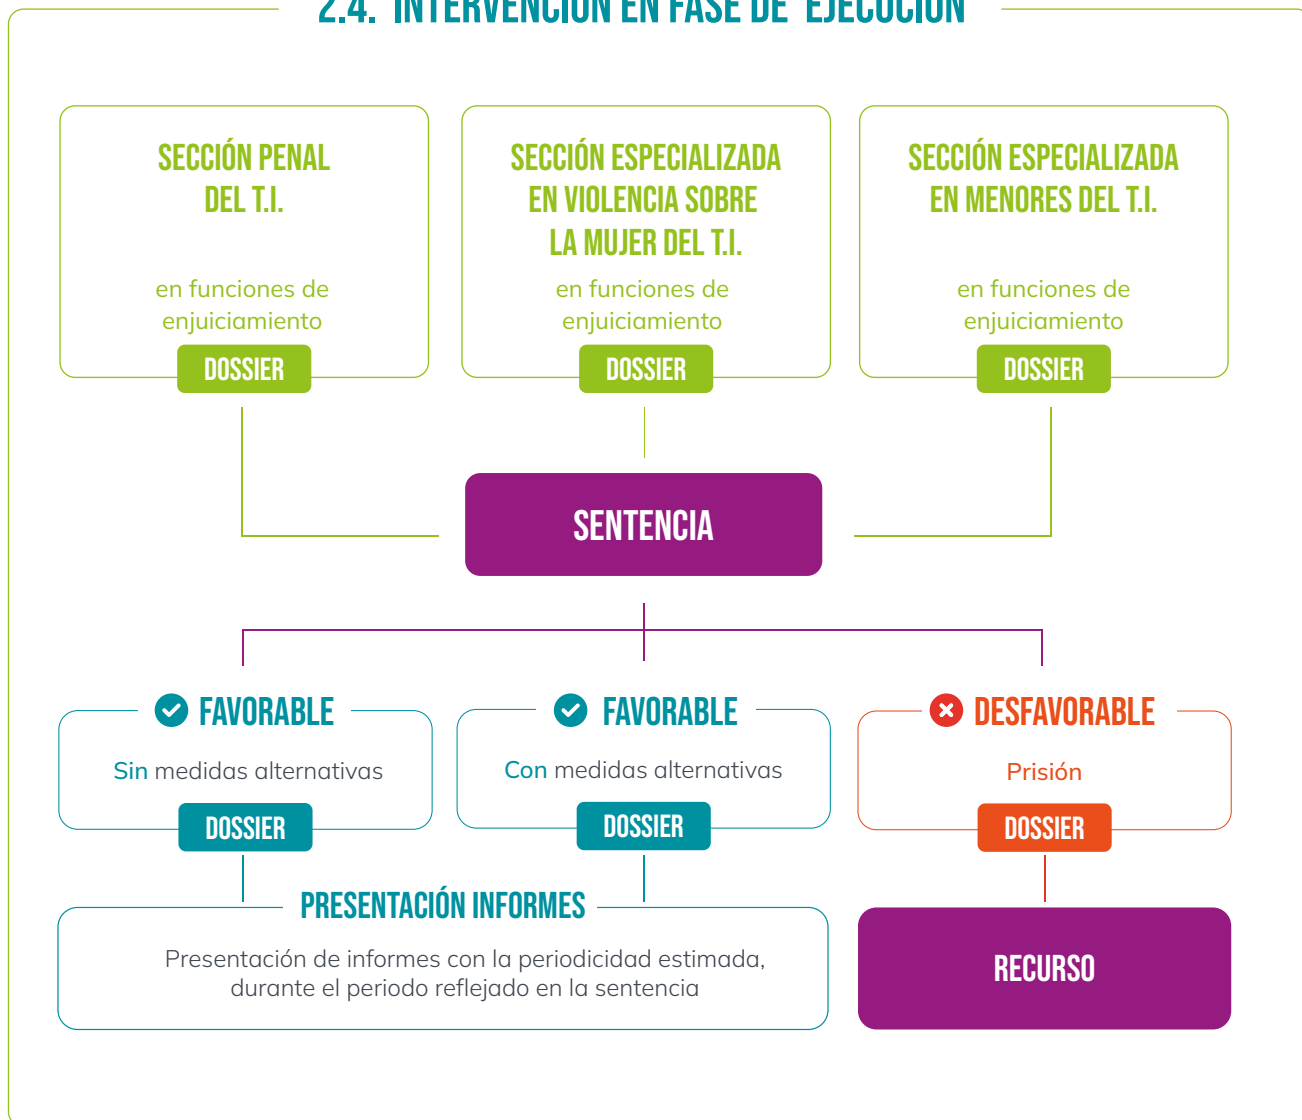 2.4. INTERVENCIÓN EN FASE DE EJECUCIÓN
SECCIÓN PENAL
DEL T.I.
en funciones de
enjuiciamiento
DOSSIER
SECCIÓN ESPECIALIZADA
EN VIOLENCIA SOBRE
LA MUJER DEL T.I.
en funciones de
enjuiciamiento
DOSSIER
SECCIÓN ESPECIALIZADA
EN MENORES DEL T.I.
en funciones de
enjuiciamiento
DOSSIER
SENTENCIA
FAVORABLE
Sin medidas alternativas
DOSSIER
FAVORABLE
Con medidas alternativas
DOSSIER
DESFAVORABLE
Prisión
DOSSIER
PRESENTACIÓN INFORMES
Presentación de informes con la periodicidad estimada,
durante el periodo reflejado en la sentencia
RECURSO